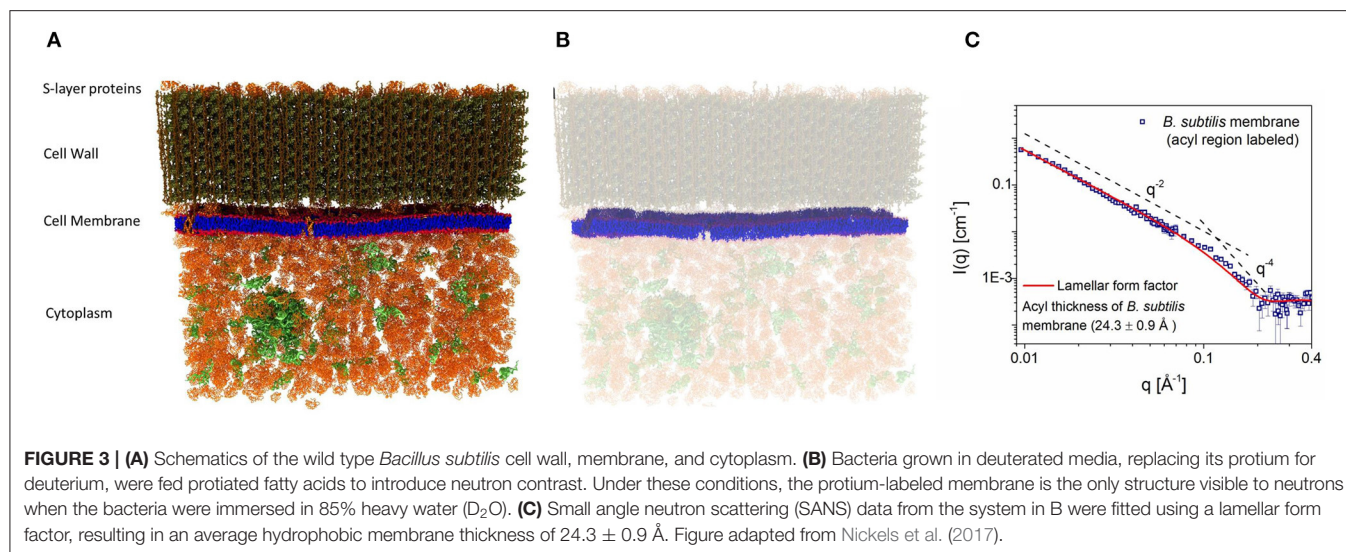 A
B
C
S-layer proteins
Cell Wall
Cell Membrane
Cytoplasm
I(q) [cm⁻¹]
0.1
1E-3
B. subtilis membrane
(acyl region labeled)
q⁻²
q⁻⁴
Lamellar form factor
Acyl thickness of B. subtilis
membrane (24.3 ± 0.9 Å )
0.01
0.1
0.4
q [Å⁻¹]
FIGURE 3 | (A) Schematics of the wild type Bacillus subtilis cell wall, membrane, and cytoplasm. (B) Bacteria grown in deuterated media, replacing its protium for
deuterium, were fed protiated fatty acids to introduce neutron contrast. Under these conditions, the protium-labeled membrane is the only structure visible to neutrons
when the bacteria were immersed in 85% heavy water (D₂O). (C) Small angle neutron scattering (SANS) data from the system in B were fitted using a lamellar form
factor, resulting in an average hydrophobic membrane thickness of 24.3 ± 0.9 Å. Figure adapted from Nickels et al. (2017).